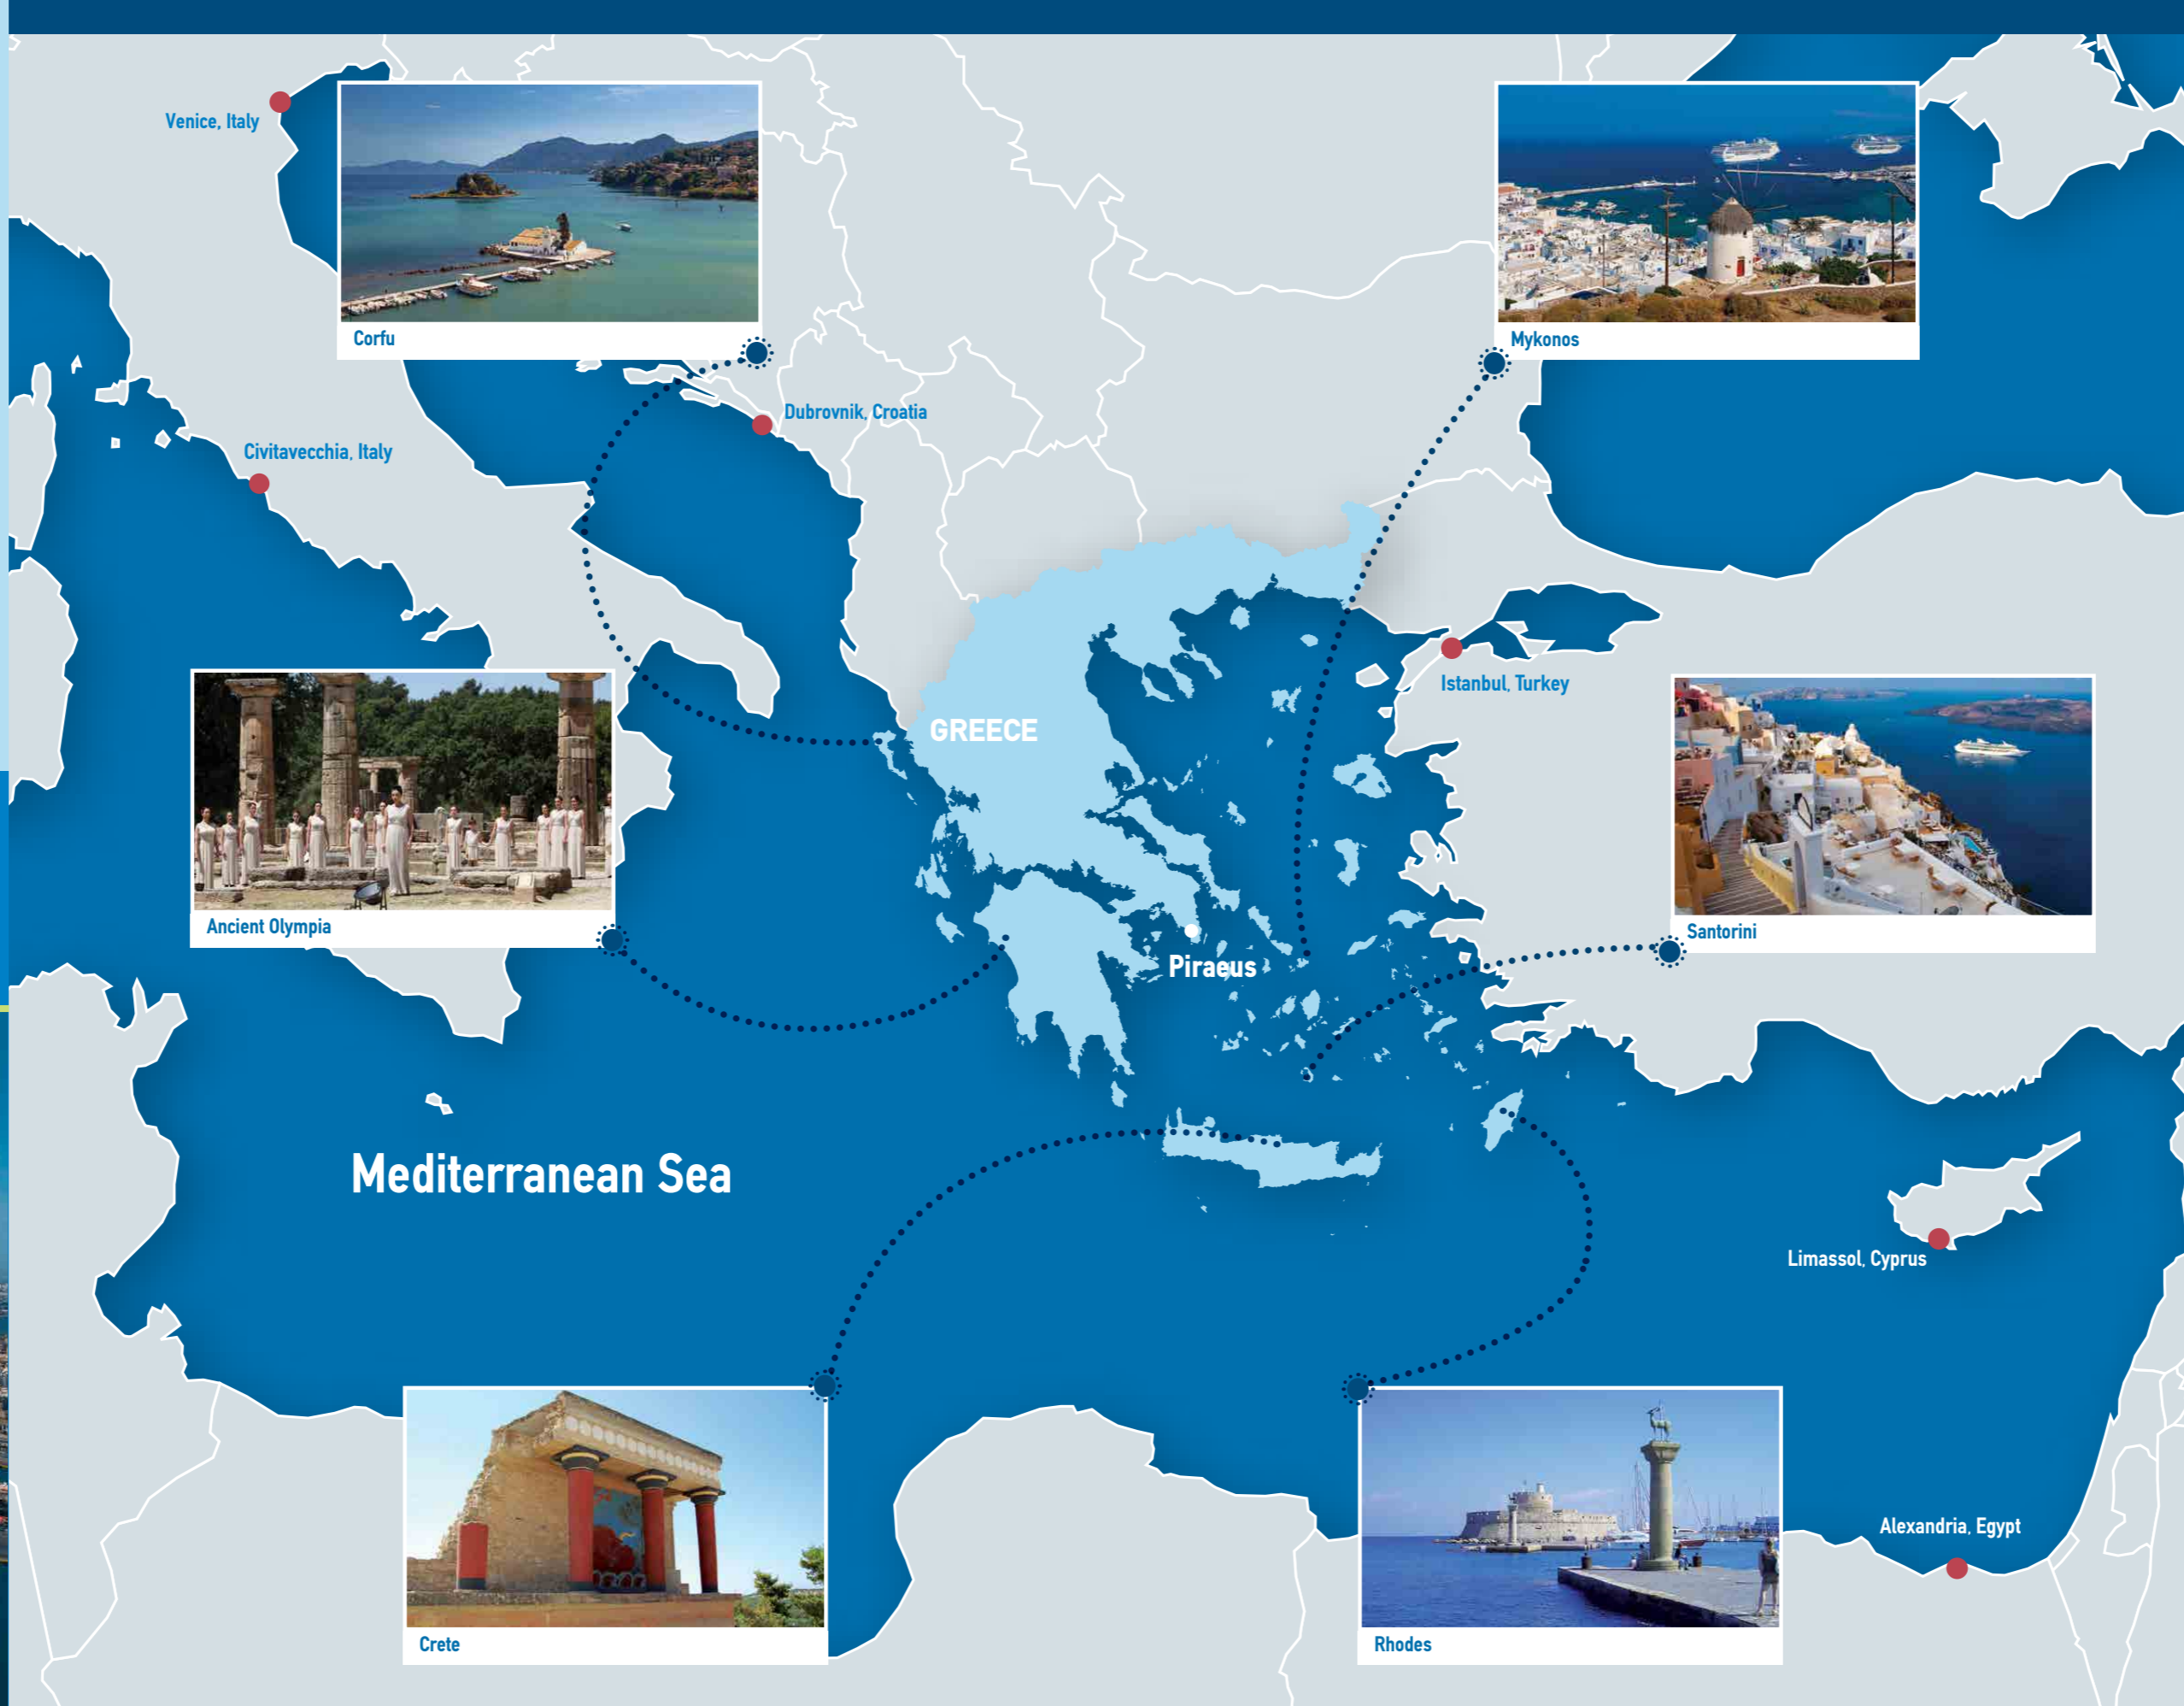 Venice, Italy
Corfu
Mykonos
Dubrovnik, Croatia
Civitavecchia, Italy
Istanbul, Turkey
GREECE
Ancient Olympia
Santorini
Piraeus
Mediterranean Sea
Limassol, Cyprus
Alexandria, Egypt
Crete
Rhodes